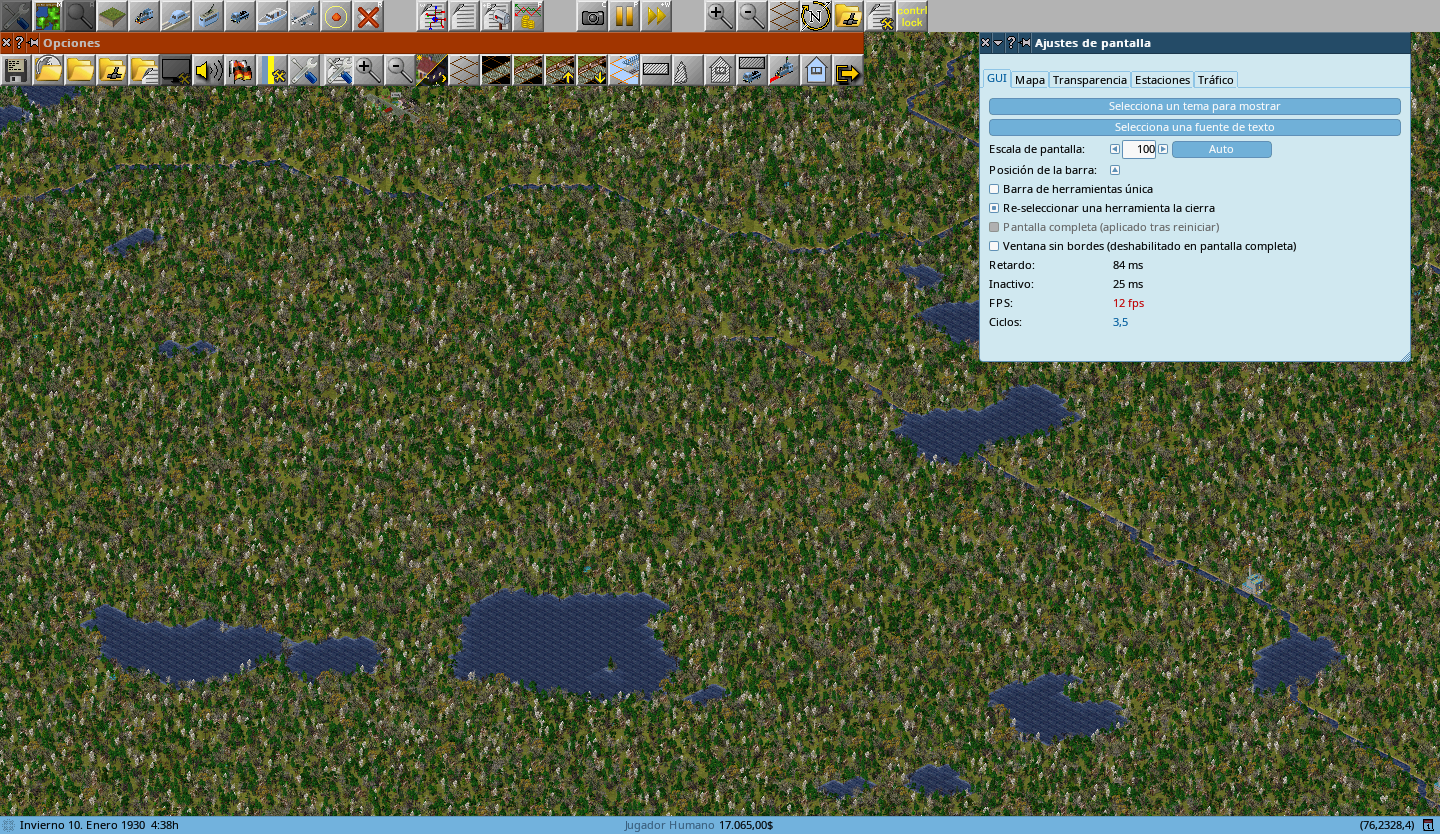 contrl
lock
Opciones
Ajustes de pantalla
GUI Mapa Transparencia Estaciones Tráfico
Selecciona un tema para mostrar
Selecciona una fuente de texto
Escala de pantalla: 100 Auto
Posición de la barra:
Barra de herramientas única
Re-seleccionar una herramienta la cierra
Pantalla completa (aplicado tras reiniciar)
Ventana sin bordes (deshabilitado en pantalla completa)
Retardo: 84 ms
Inactivo: 25 ms
FPS: 12 fps
Ciclos: 3,5
Invierno 10. Enero 1930 4:38h Jugador Humano 17.065,00$ (76,2328,4)